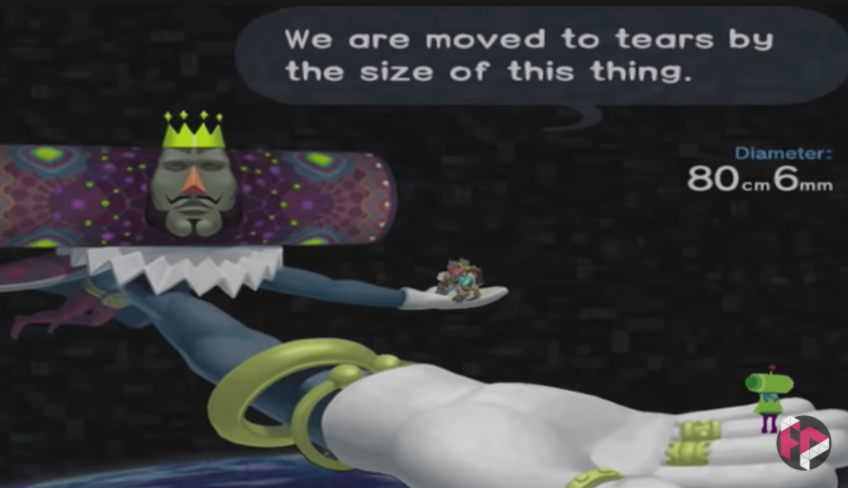 We are moved to tears by
the size of this thing.
Diameter:
80cm6mm